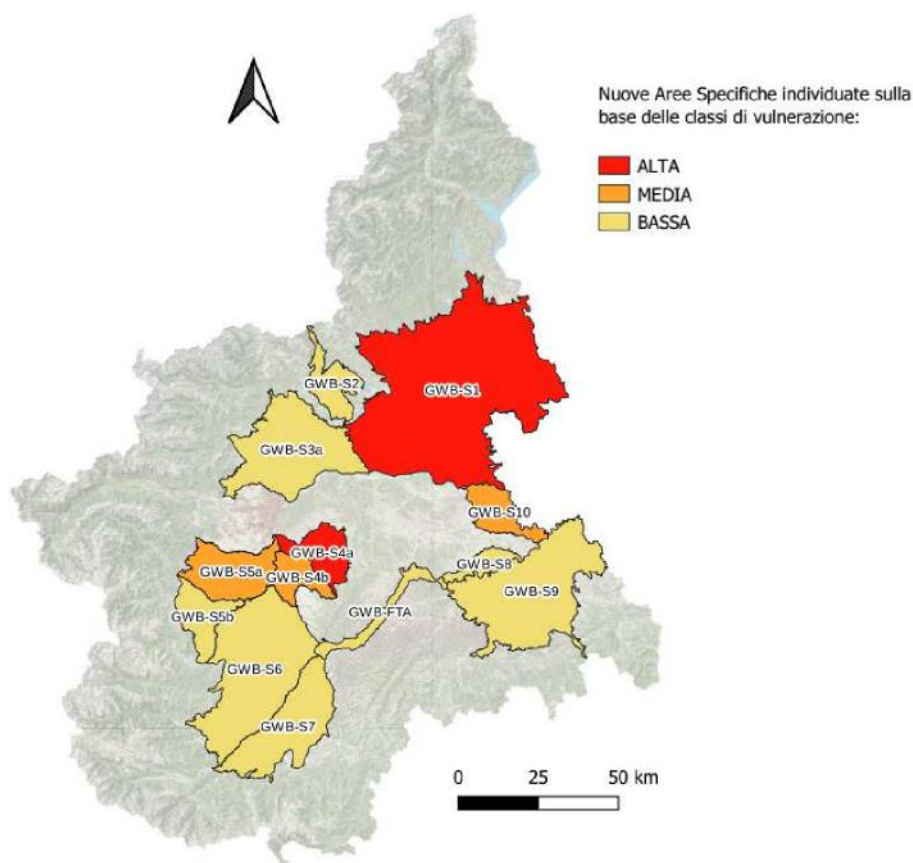 Nuove Aree Specifiche individuate sulla
base delle classi di vulnerazione:
ALTA
MEDIA
BASSA
GWB-S1
GWB-S2
GWB-S3a
GWB-S10
GWB-S4a
GWB-S8
GWB-S5a
GWB-S4b
GWB-S9
GWB-FTA
GWB-S5b
GWB-S6
GWB-S7
0 25 50 km